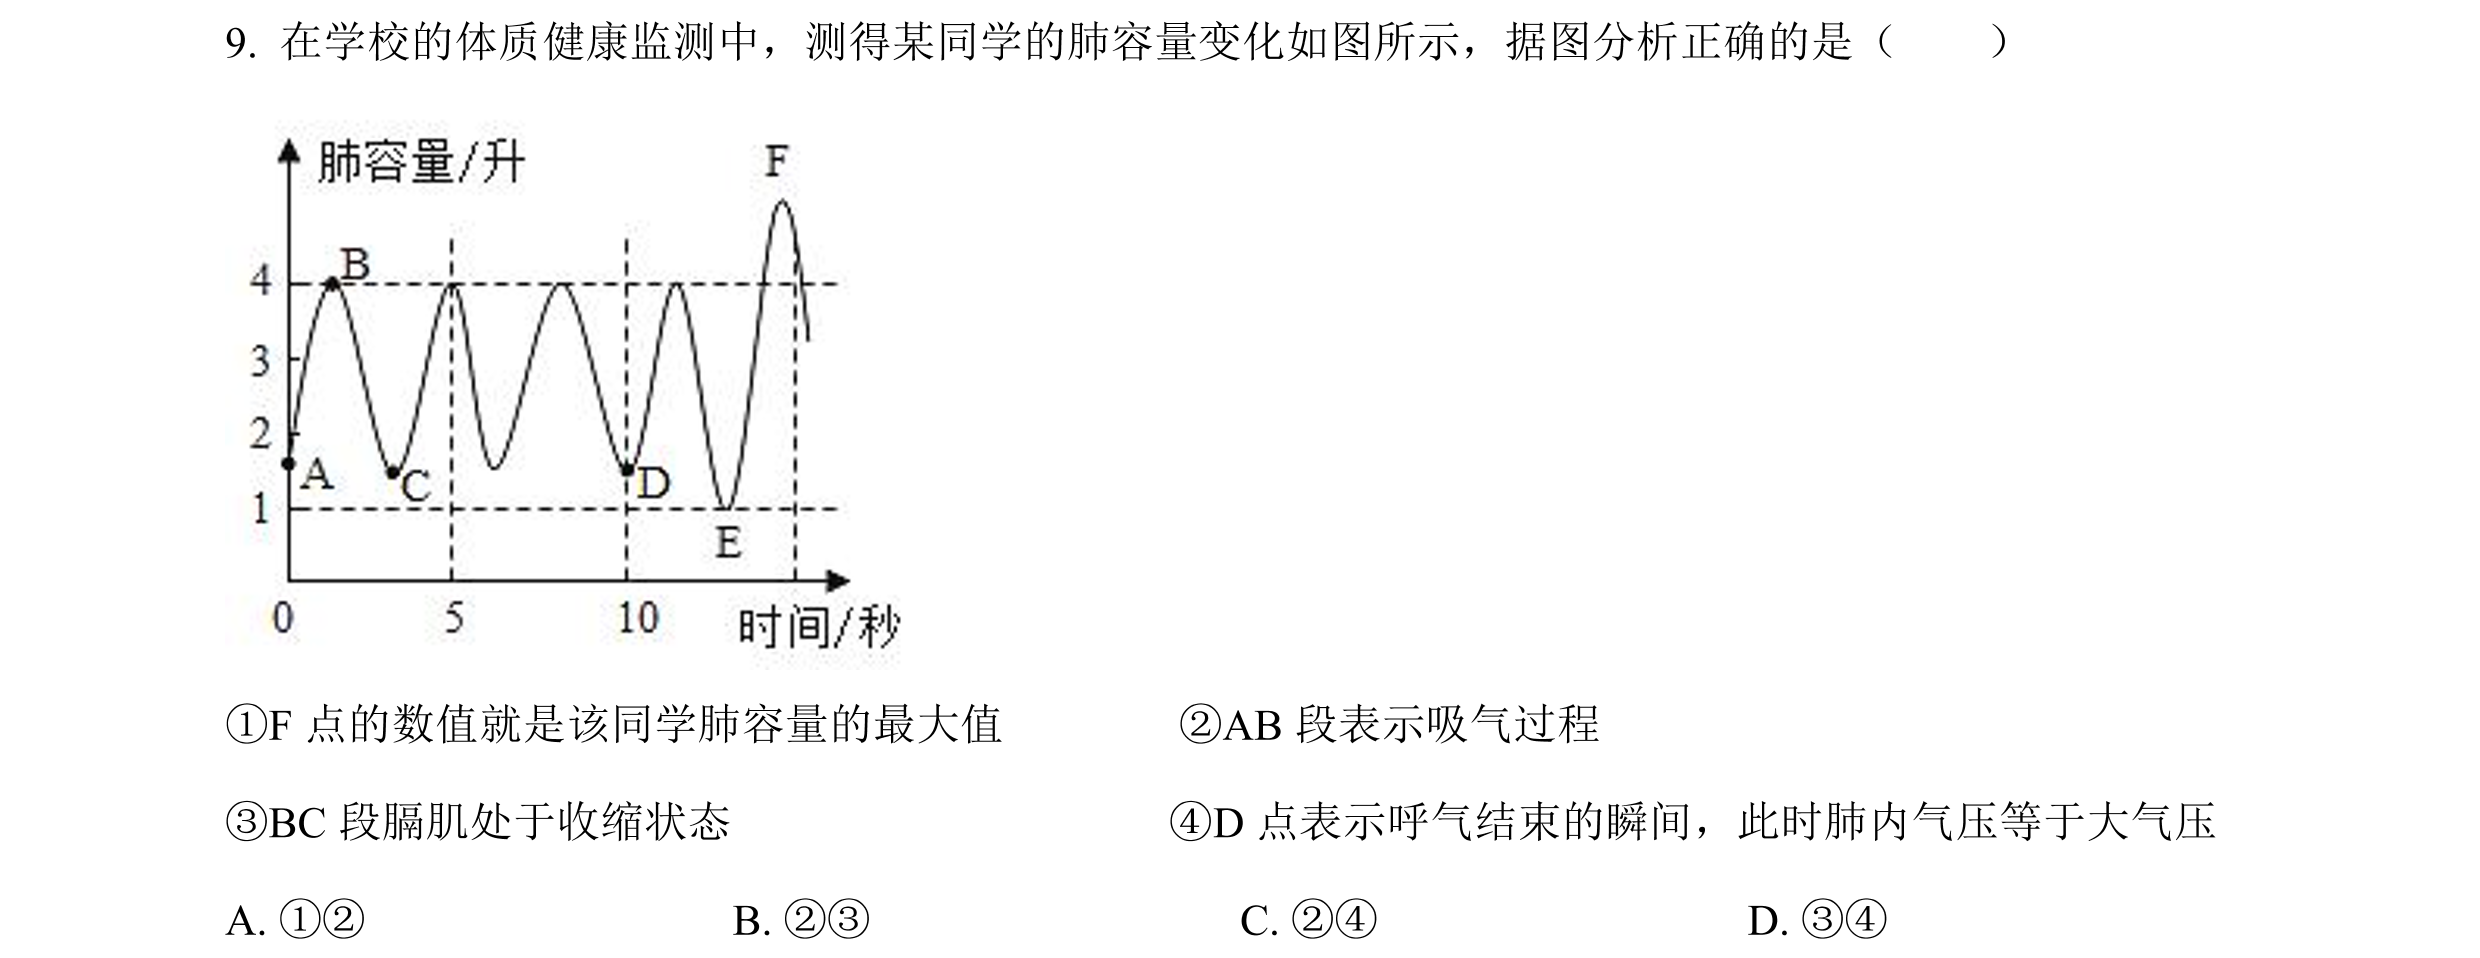 9. 在学校的体质健康监测中，测得某同学的肺容量变化如图所示，据图分析正确的是（　　）
肺容量/升
F
B
4
3
2
A
C
D
1
E
0 5 10 时间/秒
①F 点的数值就是该同学肺容量的最大值 ②AB 段表示吸气过程
③BC 段膈肌处于收缩状态 ④D 点表示呼气结束的瞬间，此时肺内气压等于大气压
A. ①② B. ②③ C. ②④ D. ③④